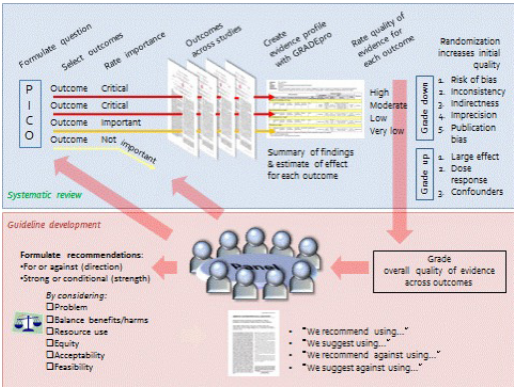 Formulate question
Select outcomes
Rate importance
Outcomes
across studies
Create
evidence profile
with GRADEpro
Rate quality of
evidence for
each outcome
Randomization
increases initial
quality
P
I
C
O
Outcome Critical
Outcome Critical
Outcome Important
Outcome Not important
High
Moderate
Low
Very low
Grade down
1. Risk of bias
2. Inconsistency
3. Indirectness
4. Imprecision
5. Publication
bias
Grade up
1. Large effect
2. Dose
response
3. Confounders
Summary of findings
& estimate of effect
for each outcome
Systematic review
Guideline development
Formulate recommendations:
•For or against (direction)
•Strong or conditional (strength)
By considering:
❑Problem
❑Balance benefits/harms
❑Resource use
❑Equity
❑Acceptability
❑Feasibility
Panel
Grade
overall quality of evidence
across outcomes
- "We recommend using..."
- "We suggest using..."
- "We recommend against using..."
- "We suggest against using..."